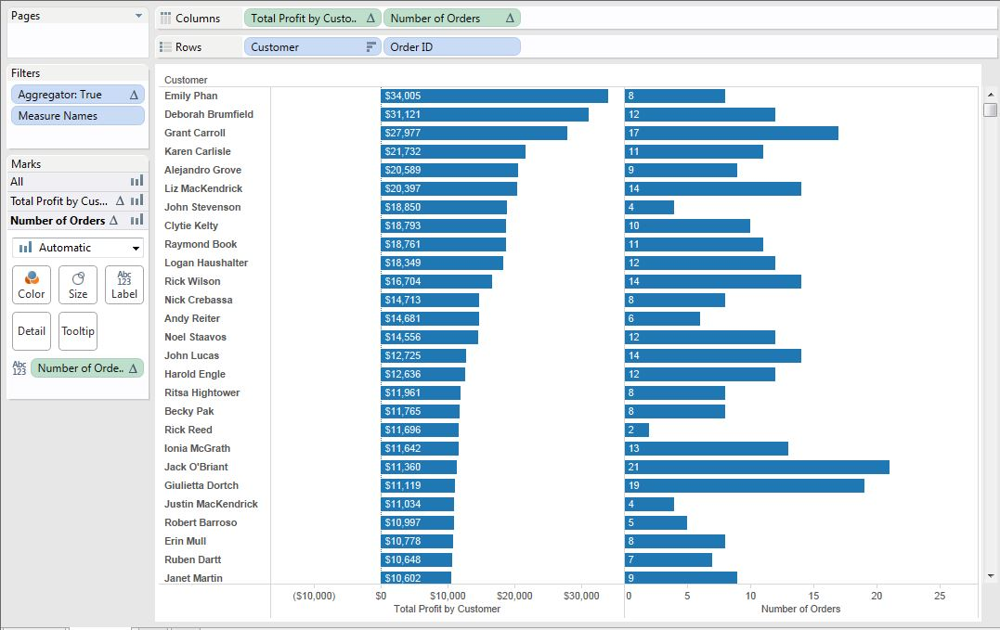 Pages
Columns Total Profit by Custo.. Δ Number of Orders Δ
Rows Customer Order ID
Filters
Aggregator: True Δ
Measure Names
Marks
All
Total Profit by Cus... Δ
Number of Orders Δ
Automatic
Color Size Abc 123 Label
Detail Tooltip
Abc 123 Number of Orde.. Δ
Customer
Emily Phan $34,005 8
Deborah Brumfield $31,121 12
Grant Carroll $27,977 17
Karen Carlisle $21,732 11
Alejandro Grove $20,589 9
Liz MacKendrick $20,397 14
John Stevenson $18,850 4
Clytie Kelty $18,793 10
Raymond Book $18,761 11
Logan Haushalter $18,349 12
Rick Wilson $16,704 14
Nick Crebassa $14,713 8
Andy Reiter $14,681 6
Noel Staavos $14,556 12
John Lucas $12,725 14
Harold Engle $12,636 12
Ritsa Hightower $11,961 8
Becky Pak $11,765 8
Rick Reed $11,696 2
Ionia McGrath $11,642 13
Jack O'Briant $11,360 21
Giulietta Dortch $11,119 19
Justin MacKendrick $11,034 4
Robert Barroso $10,997 5
Erin Mull $10,778 8
Ruben Dartt $10,648 7
Janet Martin $10,602 9
($10,000) $0 $10,000 $20,000 $30,000 0 5 10 15 20 25
Total Profit by Customer Number of Orders